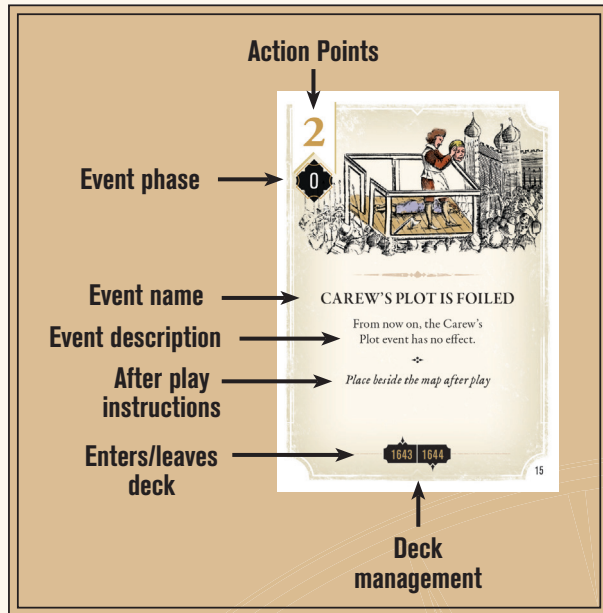 Action Points
2
Event phase
0
Event name
CAREW'S PLOT IS FOILED
Event description
From now on, the Carew's
Plot event has no effect.
After play
instructions
Place beside the map after play
Enters/leaves
deck
1643 1644
15
Deck
management